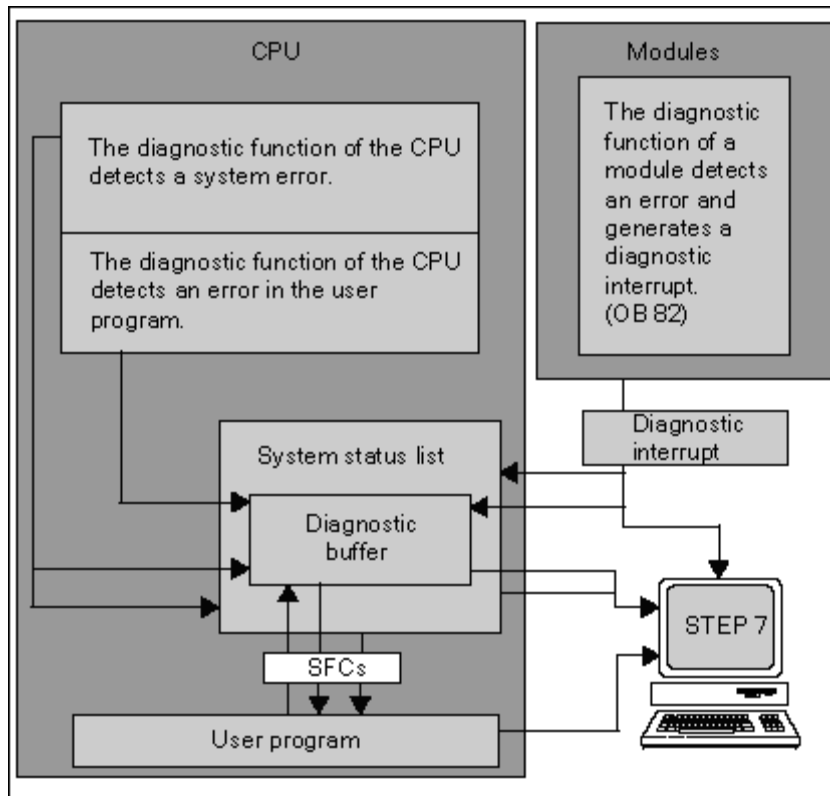 CPU
The diagnostic function of the CPU
detects a system error.
The diagnostic function of the CPU
detects an error in the user
program.
System status list
Diagnostic
buffer
SFCs
User program
Modules
The diagnostic
function of a
module detects
an error and
generates a
diagnostic
interrupt.
(OB 82)
Diagnostic
interrupt
STEP 7